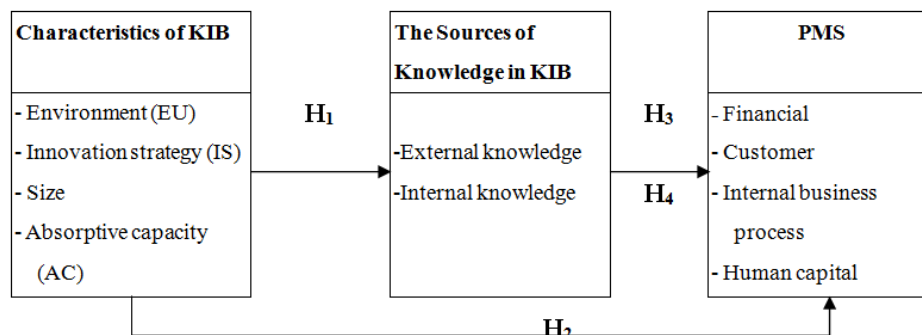 Characteristics of KIB
- Environment (EU)
- Innovation strategy (IS)
- Size
- Absorptive capacity
(AC)
H₁
The Sources of
Knowledge in KIB
-External knowledge
-Internal knowledge
H₃
H₄
PMS
- Financial
- Customer
- Internal business
process
- Human capital
H₂